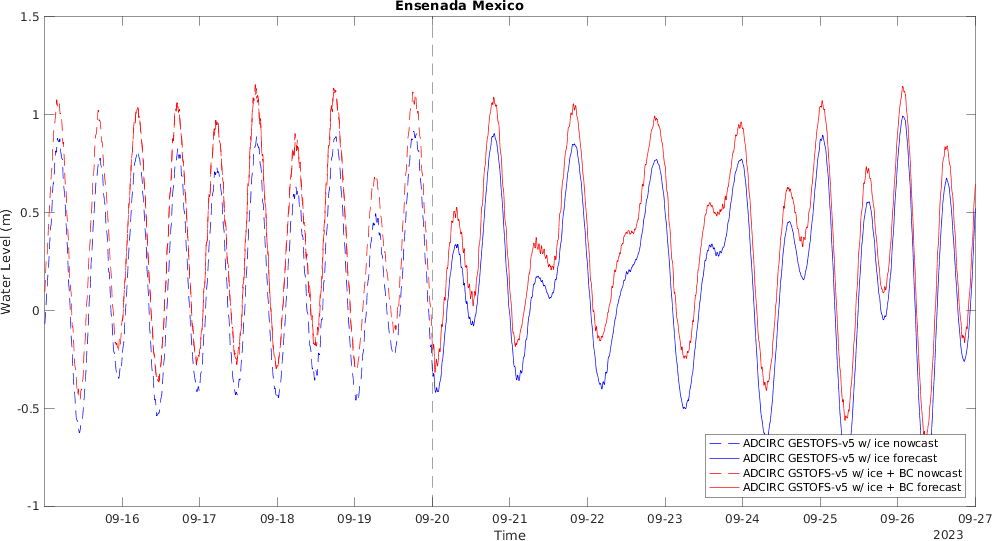 Ensenada Mexico
1.5
1
0.5
0
-0.5
-1
Water Level (m)
09-16 09-17 09-18 09-19 09-20 09-21 09-22 09-23 09-24 09-25 09-26 09-27
Time
2023
ADCIRC GESTOFS-v5 w/ ice nowcast
ADCIRC GESTOFS-v5 w/ ice forecast
ADCIRC GSTOFS-v5 w/ ice + BC nowcast
ADCIRC GSTOFS-v5 w/ ice + BC forecast